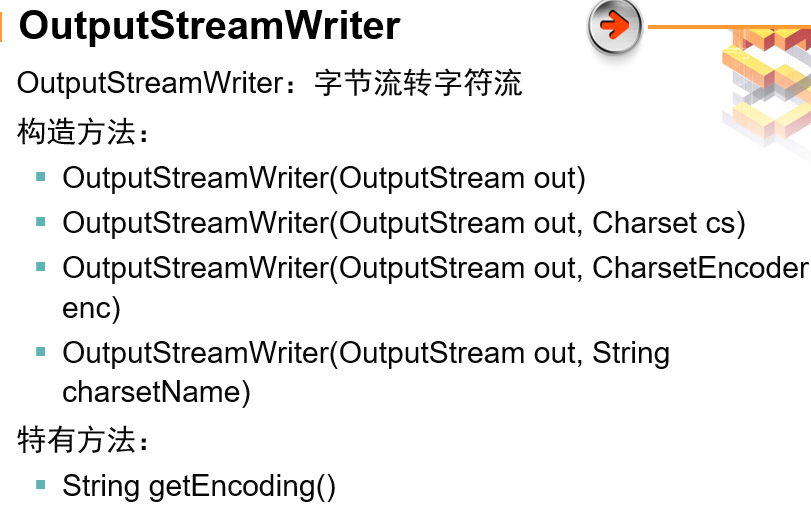 OutputStreamWriter
OutputStreamWriter：字节流转字符流
构造方法：
OutputStreamWriter(OutputStream out)
OutputStreamWriter(OutputStream out, Charset cs)
OutputStreamWriter(OutputStream out, CharsetEncoder
enc)
OutputStreamWriter(OutputStream out, String
charsetName)
特有方法：
String getEncoding()